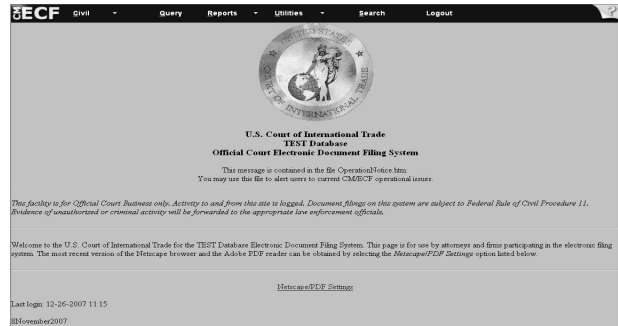 CM ECF Civil Query Reports Utilities Search Logout ?
UNITED STATES
COURT OF INTERNATIONAL TRADE
U.S. Court of International Trade
TEST Database
Official Court Electronic Document Filing System
This message is contained in the file OperationNotice.htm
You may use this file to alert users to current CM/ECF operational issues.
This facility is for Official Court Business only. Activity to and from this site is logged. Document filings on this system are subject to Federal Rule of Civil Procedure 11.
Evidence of unauthorized or criminal activity will be forwarded to the appropriate law enforcement officials.
Welcome to the U.S. Court of International Trade for the TEST Database Electronic Document Filing System. This page is for use by attorneys and firms participating in the electronic filing
system. The most recent version of the Netscape browser and the Adobe PDF reader can be obtained by selecting the Netscape/PDF Settings option listed below.
Netscape/PDF Settings
Last login: 12-26-2007 11:15
8November2007